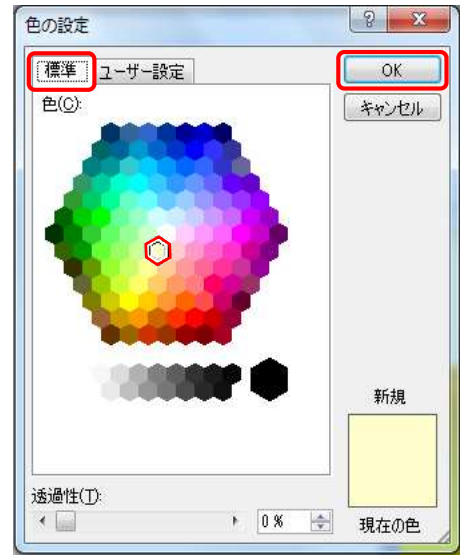 色の設定
標準 ユーザー設定
OK
キャンセル
色(C):
新規
透過性(T):
0 %
現在の色